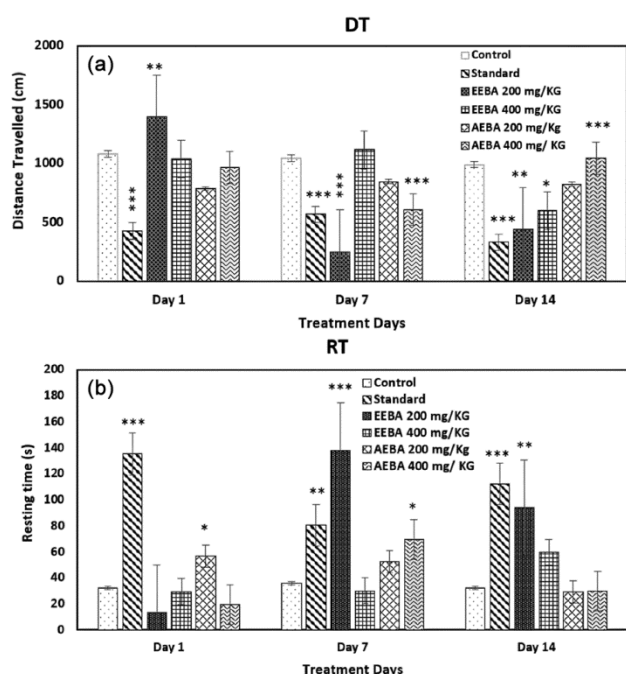 DT
(a)
Distance Travelled (cm)
2000
1500
1000
500
0
Control
Standard
EEBA 200 mg/KG
EEBA 400 mg/KG
AEBA 200 mg/Kg
AEBA 400 mg/ KG
***
**
***
***
***
***
**
*
***
Day 1
Day 7
Day 14
Treatment Days
RT
(b)
Resting time (s)
200
180
160
140
120
100
80
60
40
20
0
Control
Standard
EEBA 200 mg/KG
EEBA 400 mg/KG
AEBA 200 mg/Kg
AEBA 400 mg/ KG
***
*
**
***
*
***
**
Day 1
Day 7
Day 14
Treatment Days